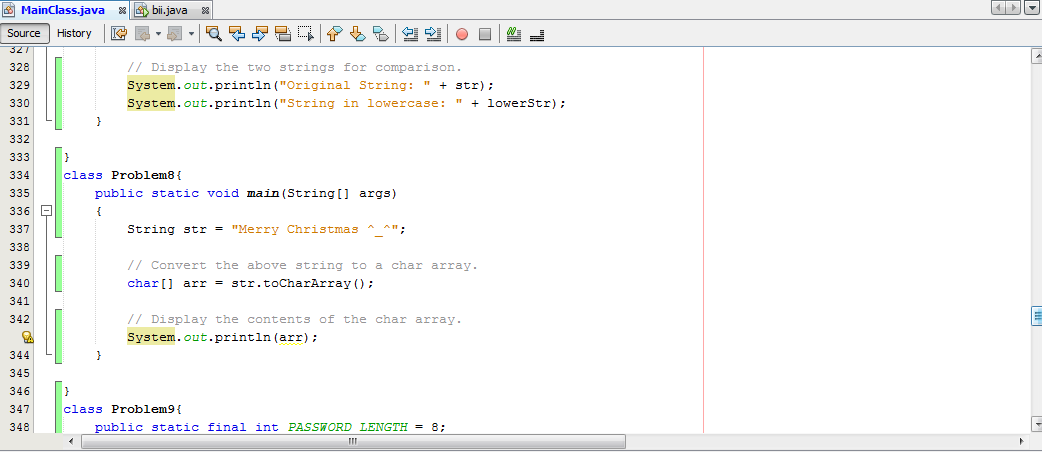 MainClass.java bii.java
Source History
327
328 // Display the two strings for comparison.
329 System.out.println("Original String: " + str);
330 System.out.println("String in lowercase: " + lowerStr);
331 }
332
333 }
334 class Problem8{
335 public static void main(String[] args)
336 {
337 String str = "Merry Christmas ^_^";
338
339 // Convert the above string to a char array.
340 char[] arr = str.toCharArray();
341
342 // Display the contents of the char array.
System.out.println(arr);
344 }
345
346 }
347 class Problem9{
348 public static final int PASSWORD_LENGTH = 8;